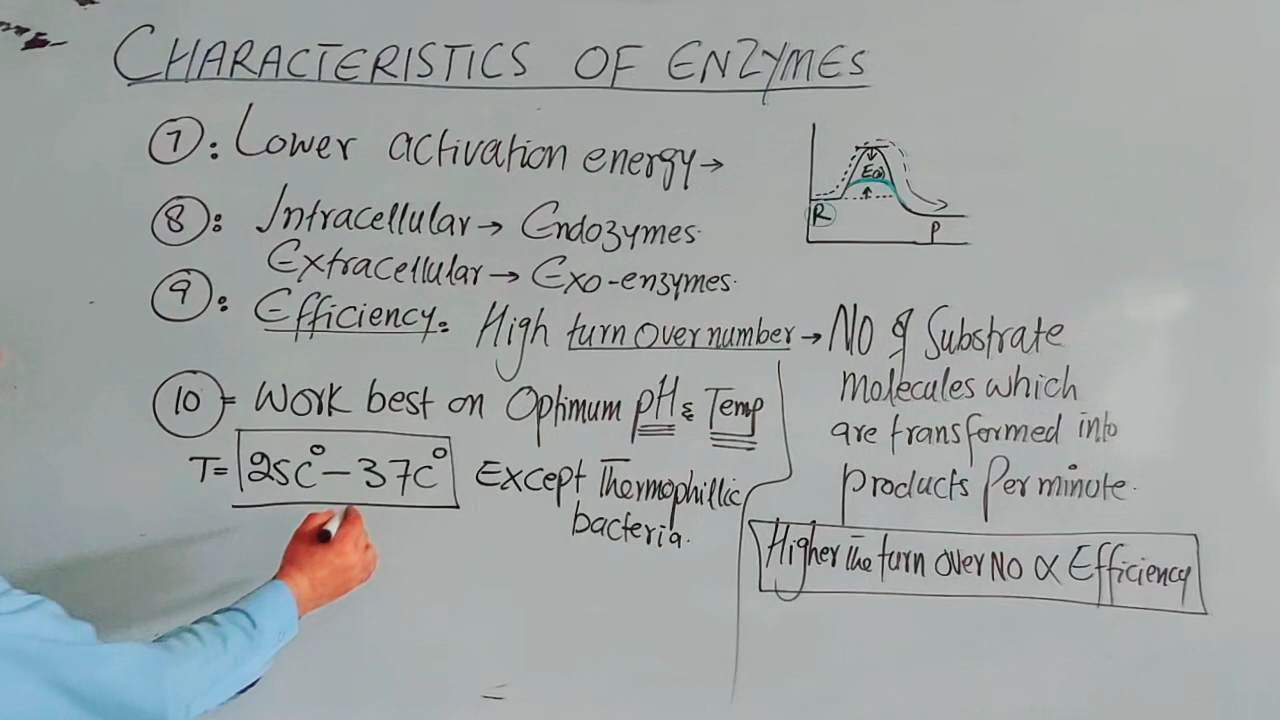 CHARACTERISTICS OF ENZYMES
7: Lower activation energy →
R
E(a)
P
8: Intracellular → Endozymes.
Extracellular → Exo-enzymes.
9: Efficiency: High turn over number → No of Substrate
molecules which
are transformed into
products Per minute.
10 = Work best on Optimum pH & Temp
T = 25C° – 37C° Except Thermophillic
bacteria.
Higher The turn over No ∝ Efficiency